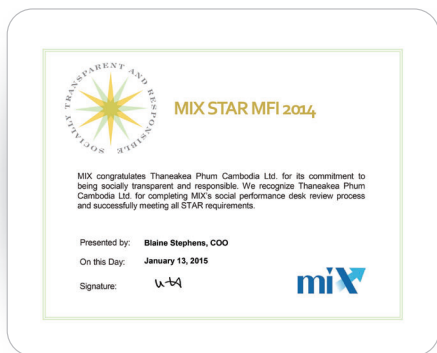 SOCIALLY TRANSPARENT AND RESPONSIBLE
MIX STAR MFI 2014
MIX congratulates Thaneakea Phum Cambodia Ltd. for its commitment to
being socially transparent and responsible. We recognize Thaneakea Phum
Cambodia Ltd. for completing MIX's social performance desk review process
and successfully meeting all STAR requirements.
Presented by: Blaine Stephens, COO
On this Day: January 13, 2015
Signature:
mix